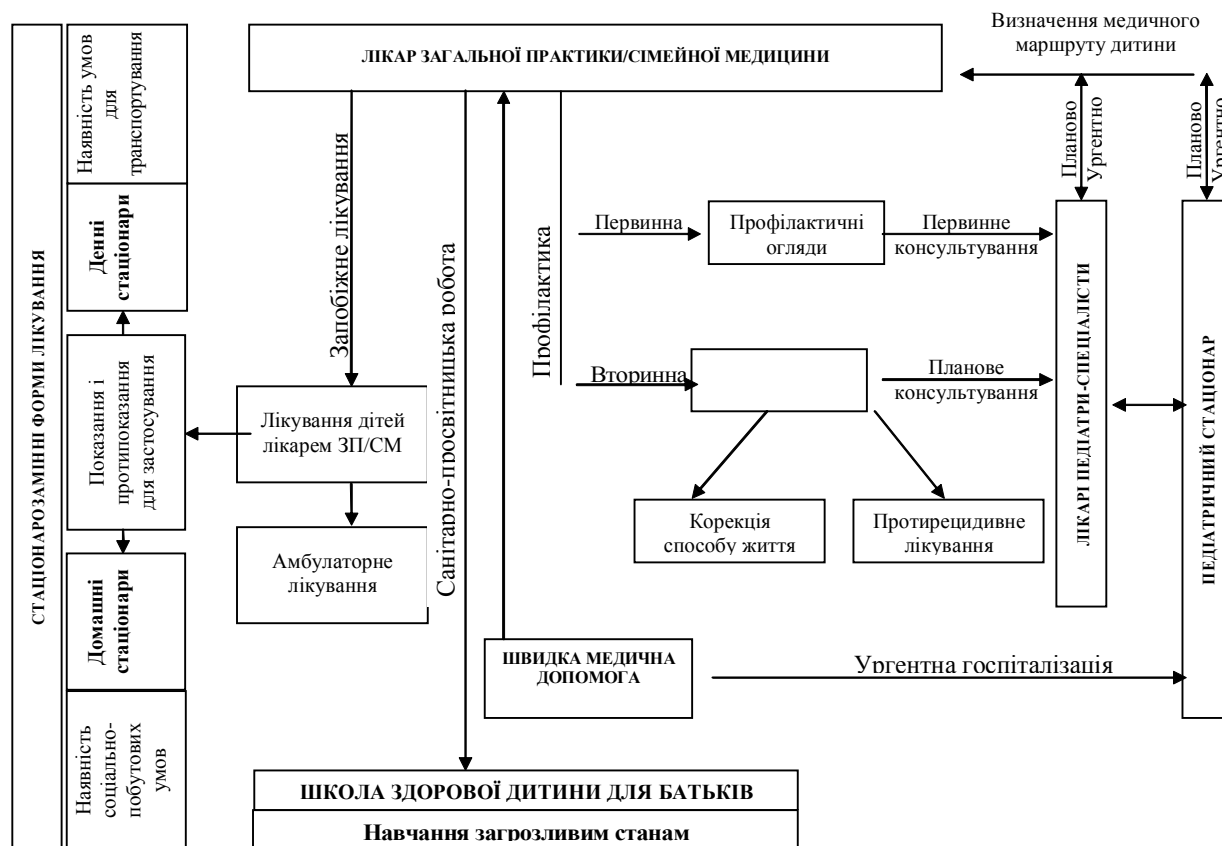 СТАЦІОНАРОЗАМІННІ ФОРМИ ЛІКУВАННЯ
Наявність умов
для
транспортування
Денні
стаціонари
Показання і
протипоказання
для застосування
Домашні
стаціонари
Наявність
соціально-
побутових
умов
ЛІКАР ЗАГАЛЬНОЇ ПРАКТИКИ/СІМЕЙНОЇ МЕДИЦИНИ
Визначення медичного
маршруту дитини
Планово
Ургентно
Планово
Ургентно
Запобіжне лікування
Санітарно-просвітницька робота
Профілактика
Первинна
Профілактичні
огляди
Первинне
консультування
Вторинна
Планове
консультування
Лікування дітей
лікарем ЗП/СМ
Амбулаторне
лікування
Корекція
способу життя
Протирецидивне
лікування
ЛІКАРІ ПЕДІАТРИ-СПЕЦІАЛІСТИ
ПЕДІАТРИЧНИЙ СТАЦІОНАР
ШВИДКА МЕДИЧНА
ДОПОМОГА
Ургентна госпіталізація
ШКОЛА ЗДОРОВОЇ ДИТИНИ ДЛЯ БАТЬКІВ
Навчання загрозливим станам